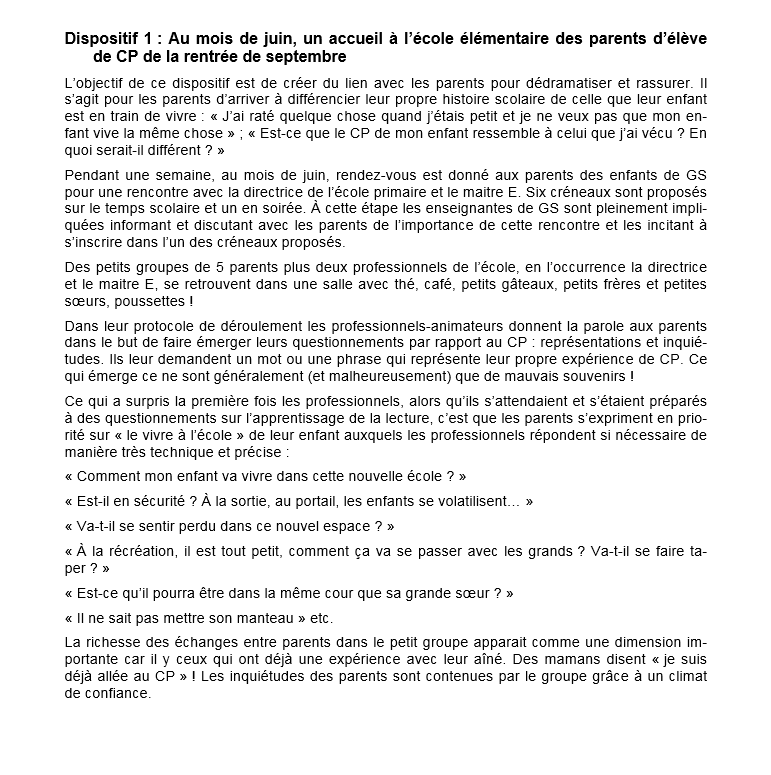 Dispositif 1 : Au mois de juin, un accueil à l'école élémentaire des parents d'élève
de CP de la rentrée de septembre
L'objectif de ce dispositif est de créer du lien avec les parents pour dédramatiser et rassurer. Il
s'agit pour les parents d'arriver à différencier leur propre histoire scolaire de celle que leur enfant
est en train de vivre : « J'ai raté quelque chose quand j'étais petit et je ne veux pas que mon en-
fant vive la même chose » ; « Est-ce que le CP de mon enfant ressemble à celui que j'ai vécu ? En
quoi serait-il différent ? »
Pendant une semaine, au mois de juin, rendez-vous est donné aux parents des enfants de GS
pour une rencontre avec la directrice de l'école primaire et le maitre E. Six créneaux sont proposés
sur le temps scolaire et un en soirée. À cette étape les enseignantes de GS sont pleinement impli-
quées informant et discutant avec les parents de l'importance de cette rencontre et les incitant à
s'inscrire dans l'un des créneaux proposés.
Des petits groupes de 5 parents plus deux professionnels de l'école, en l'occurrence la directrice
et le maitre E, se retrouvent dans une salle avec thé, café, petits gâteaux, petits frères et petites
sœurs, poussettes !
Dans leur protocole de déroulement les professionnels-animateurs donnent la parole aux parents
dans le but de faire émerger leurs questionnements par rapport au CP : représentations et inquié-
tudes. Ils leur demandent un mot ou une phrase qui représente leur propre expérience de CP. Ce
qui émerge ce ne sont généralement (et malheureusement) que de mauvais souvenirs !
Ce qui a surpris la première fois les professionnels, alors qu'ils s'attendaient et s'étaient préparés
à des questionnements sur l'apprentissage de la lecture, c'est que les parents s'expriment en prio-
rité sur « le vivre à l'école » de leur enfant auxquels les professionnels répondent si nécessaire de
manière très technique et précise :
« Comment mon enfant va vivre dans cette nouvelle école ? »
« Est-il en sécurité ? À la sortie, au portail, les enfants se volatilisent… »
« Va-t-il se sentir perdu dans ce nouvel espace ? »
« À la récréation, il est tout petit, comment ça va se passer avec les grands ? Va-t-il se faire ta-
per ? »
« Est-ce qu'il pourra être dans la même cour que sa grande sœur ? »
« Il ne sait pas mettre son manteau » etc.
La richesse des échanges entre parents dans le petit groupe apparait comme une dimension im-
portante car il y ceux qui ont déjà une expérience avec leur aîné. Des mamans disent « je suis
déjà allée au CP » ! Les inquiétudes des parents sont contenues par le groupe grâce à un climat
de confiance.